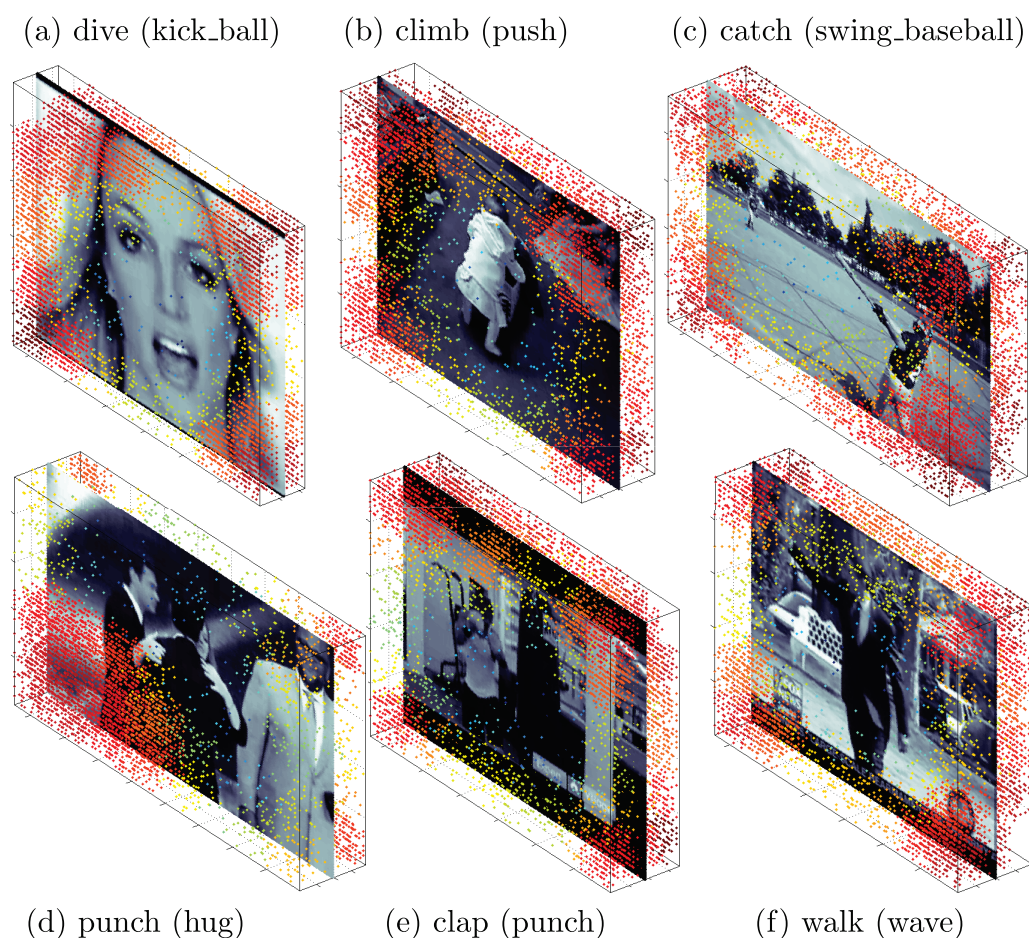 (a) dive (kick_ball)
(b) climb (push)
(c) catch (swing_baseball)
(d) punch (hug)
(e) clap (punch)
(f) walk (wave)